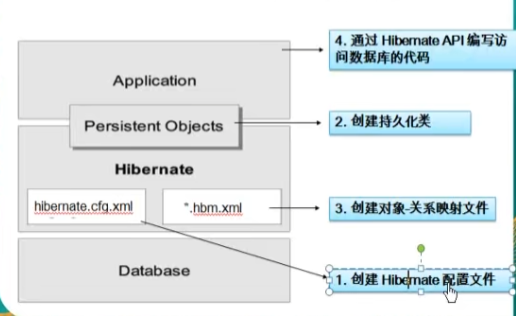 Application
Persistent Objects
Hibernate
hibernate.cfg.xml
*.hbm.xml
Database
4. 通过 Hibernate API 编写访
问数据库的代码
2. 创建持久化类
3. 创建对象-关系映射文件
1. 创建 Hibernate 配置文件